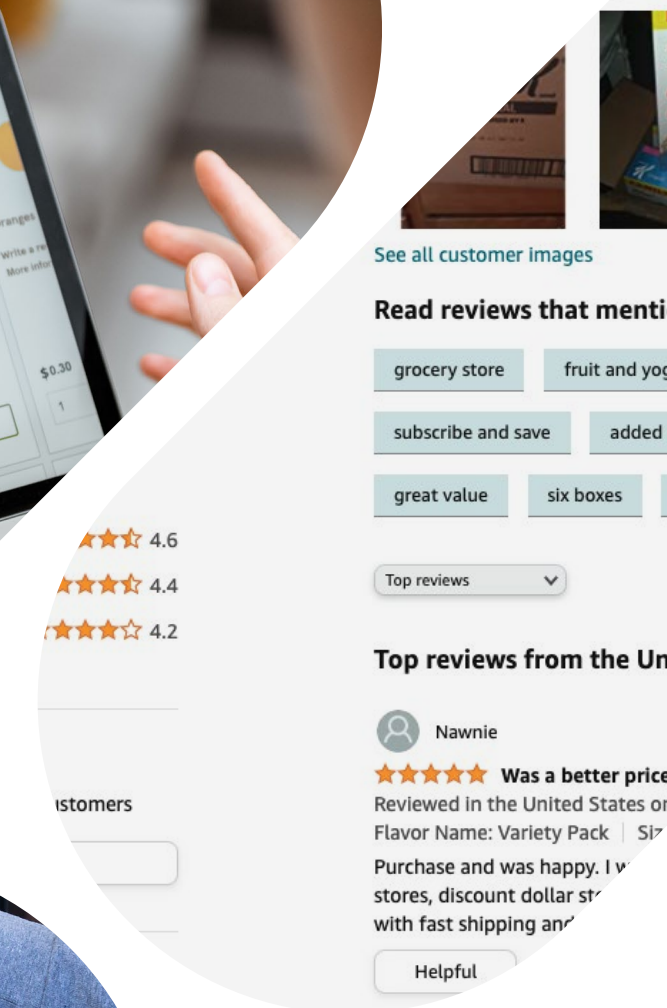 ranges
Write a re
More infor
$0.30
1
See all customer images
Read reviews that menti
grocery store
fruit and yog
subscribe and save
added
great value
six boxes
Top reviews
4.6
4.4
4.2
Top reviews from the Un
Nawnie
Was a better price
Reviewed in the United States or
Flavor Name: Variety Pack | Siz
ustomers
Purchase and was happy. I w
stores, discount dollar sto
with fast shipping and
Helpful